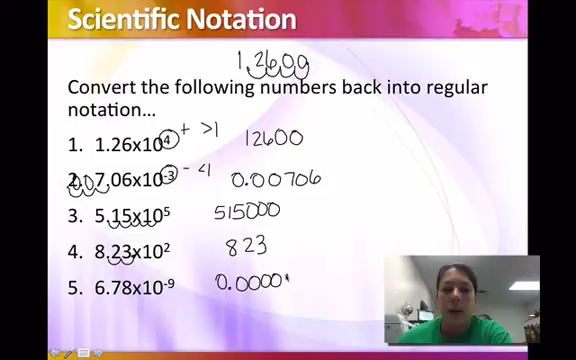 Scientific Notation
1.2600
Convert the following numbers back into regular
notation…
1. 1.26x10⁴ + >1 12600
2. 7.06x10⁻³ - <1 0.00706
3. 5.15x10⁵ 515000
4. 8.23x10² 823
5. 6.78x10⁻⁹ 0.0000